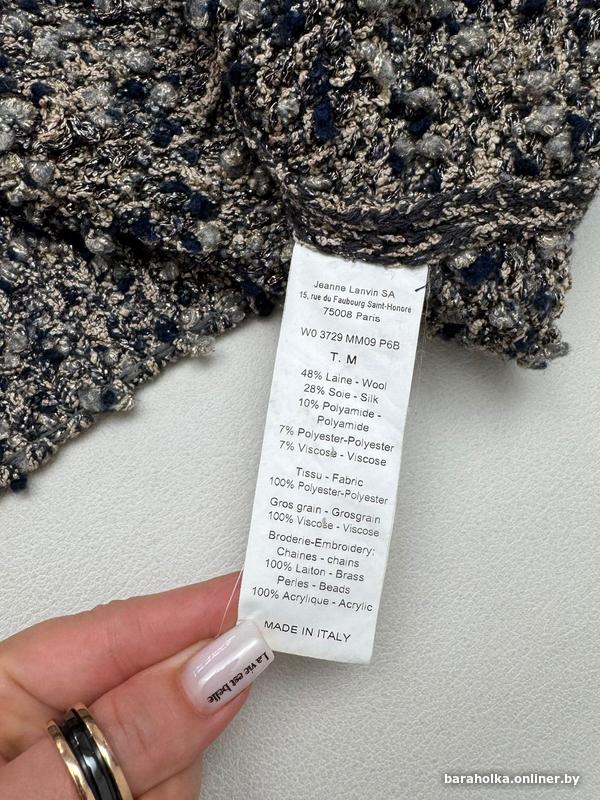 Jeanne Lanvin SA
15, rue du Faubourg Saint-Honoré
75008 Paris
W0 3729 MM09 P6B
T. M
48% Laine - Wool
28% Soie - Silk
10% Polyamide -
Polyamide
7% Polyester-Polyester
7% Viscose - Viscose
Tissu - Fabric
100% Polyester-Polyester
Gros grain - Grosgrain
100% Viscose - Viscose
Broderie-Embroidery:
Chaines - chains
100% Laiton - Brass
Perles - Beads
100% Acrylique - Acrylic
MADE IN ITALY
La vie est belle
baraholka.onliner.by